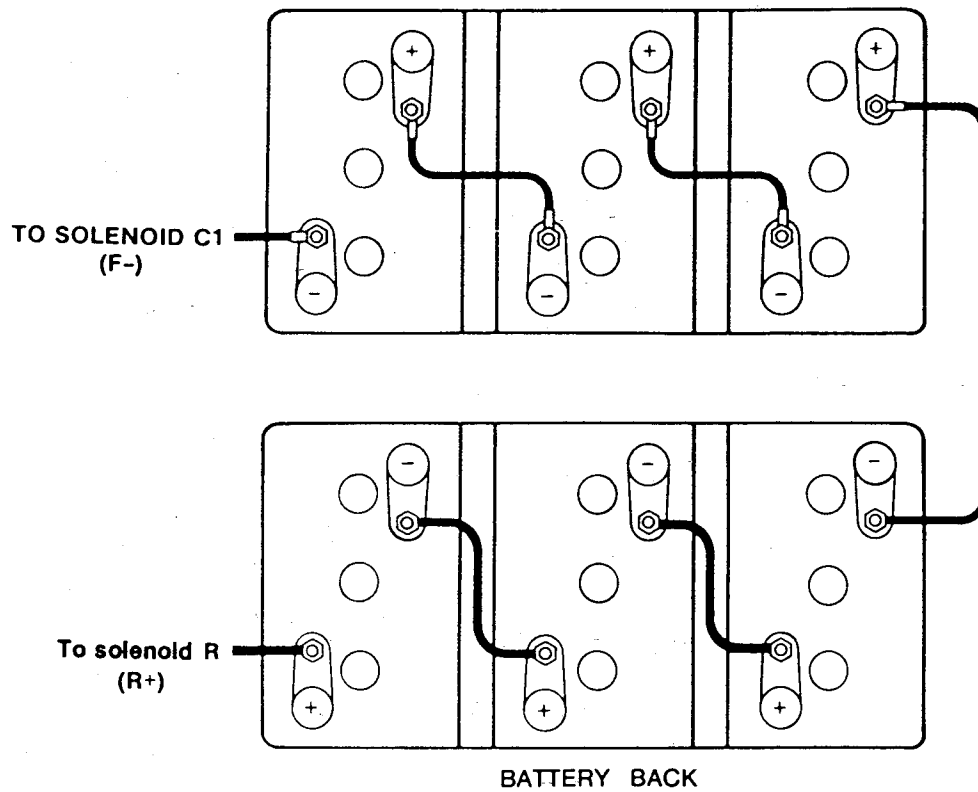 + + +
TO SOLENOID C1
(F-)
- - -
- - -
To solenoid R
(R+)
+ + +
BATTERY BACK